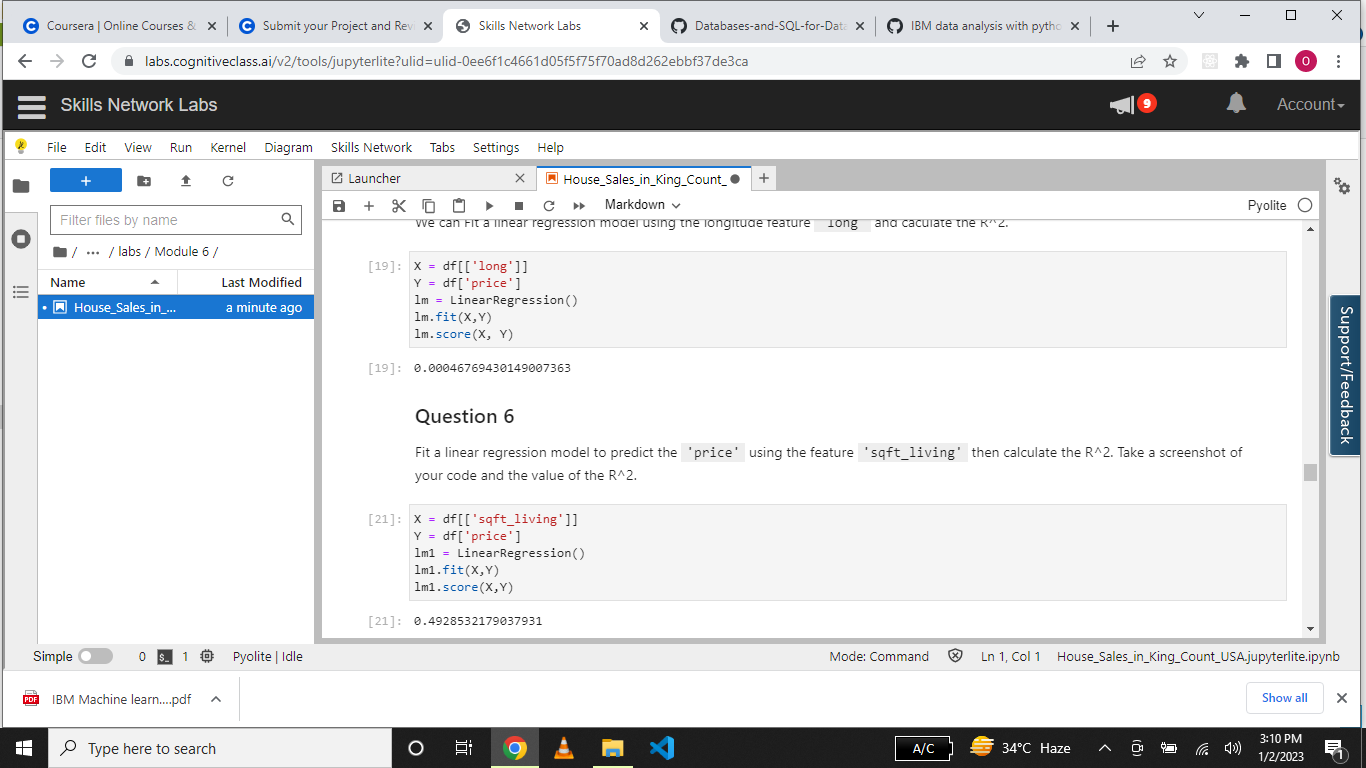 Coursera | Online Courses &
Submit your Project and Rev
Skills Network Labs
Databases-and-SQL-for-Data
IBM data analysis with pytho
labs.cognitiveclass.ai/v2/tools/jupyterlite?ulid=ulid-0ee6f1c4661d05f5f75f70ad8d262ebbf37de3ca
O
Skills Network Labs
9
Account
File Edit View Run Kernel Diagram Skills Network Tabs Settings Help
Filter files by name
/ ... / labs / Module 6 /
Name Last Modified
House_Sales_in_... a minute ago
Launcher
House_Sales_in_King_Count_
Markdown
Pyolite
We can Fit a linear regression model using the longitude feature 'long' and caculate the R^2.
[19]: X = df[['long']]
Y = df['price']
lm = LinearRegression()
lm.fit(X,Y)
lm.score(X, Y)
[19]: 0.00046769430149007363
Question 6
Fit a linear regression model to predict the 'price' using the feature 'sqft_living' then calculate the R^2. Take a screenshot of
your code and the value of the R^2.
[21]: X = df[['sqft_living']]
Y = df['price']
lm1 = LinearRegression()
lm1.fit(X,Y)
lm1.score(X,Y)
[21]: 0.4928532179037931
Support/Feedback
Simple 0 1 Pyolite | Idle
Mode: Command Ln 1, Col 1 House_Sales_in_King_Count_USA.jupyterlite.ipynb
PDF IBM Machine learn....pdf
Show all
Type here to search
A/C
34°C Haze
3:10 PM
1/2/2023
1